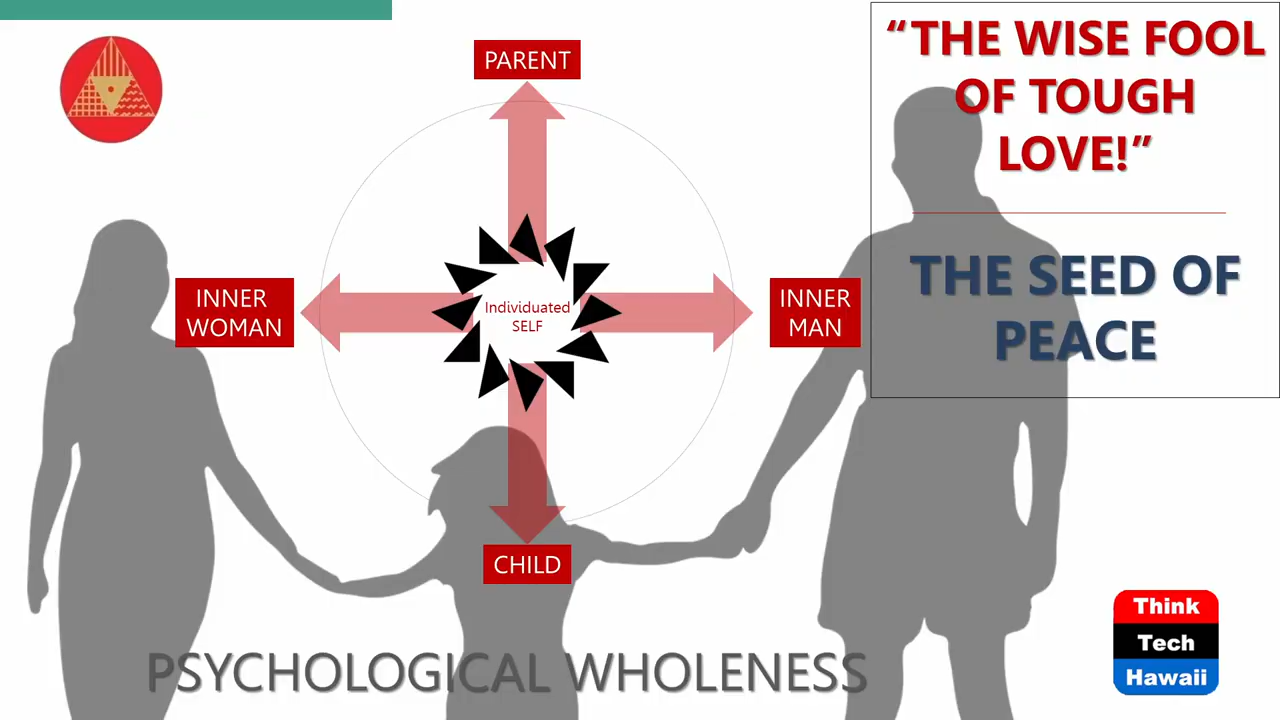 PARENT
“THE WISE FOOL
OF TOUGH
LOVE!”
THE SEED OF
PEACE
INNER
WOMAN
Individuated
SELF
INNER
MAN
CHILD
PSYCHOLOGICAL WHOLENESS
Think
Tech
Hawaii